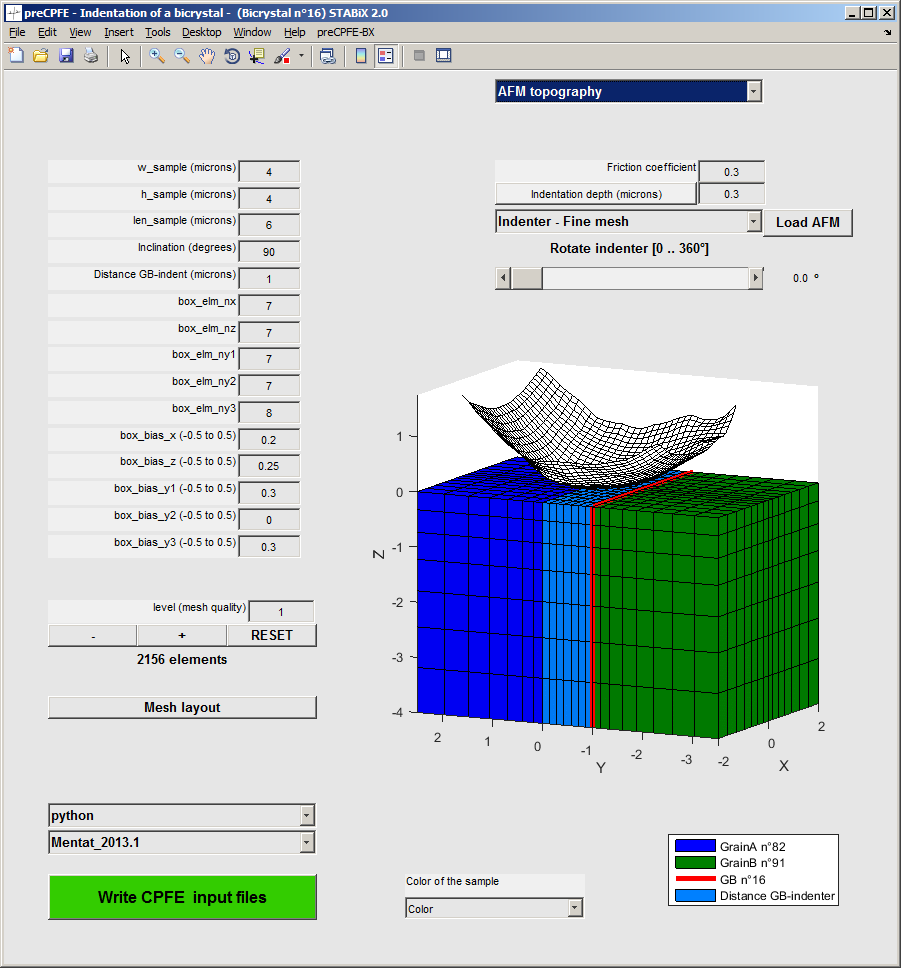 preCPFE - Indentation of a bicrystal - (Bicrystal n°16) STABiX 2.0
File Edit View Insert Tools Desktop Window Help preCPFE-BX
AFM topography
w_sample (microns) 4
h_sample (microns) 4
len_sample (microns) 6
Inclination (degrees) 90
Distance GB-indent (microns) 1
box_elm_nx 7
box_elm_nz 7
box_elm_ny1 7
box_elm_ny2 7
box_elm_ny3 8
box_bias_x (-0.5 to 0.5) 0.2
box_bias_z (-0.5 to 0.5) 0.25
box_bias_y1 (-0.5 to 0.5) 0.3
box_bias_y2 (-0.5 to 0.5) 0
box_bias_y3 (-0.5 to 0.5) 0.3
Friction coefficient 0.3
Indentation depth (microns) 0.3
Indenter - Fine mesh Load AFM
Rotate indenter [0 .. 360°]
0.0 °
level (mesh quality) 1
- + RESET
2156 elements
Mesh layout
1
0
-1
-2
-3
-4
Z
2 1 0 -1 -2 -3
Y
-2 0 2
X
python
Mentat_2013.1
Write CPFE input files
Color of the sample
Color
GrainA n°82
GrainB n°91
GB n°16
Distance GB-indenter